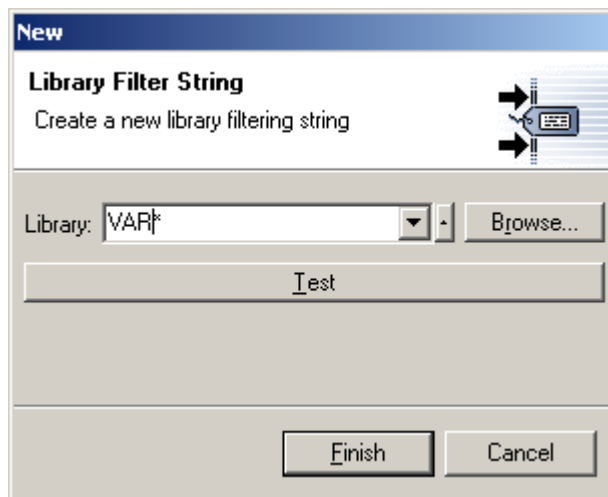 New
Library Filter String
Create a new library filtering string
Library: VAR* Browse...
Test
Finish Cancel